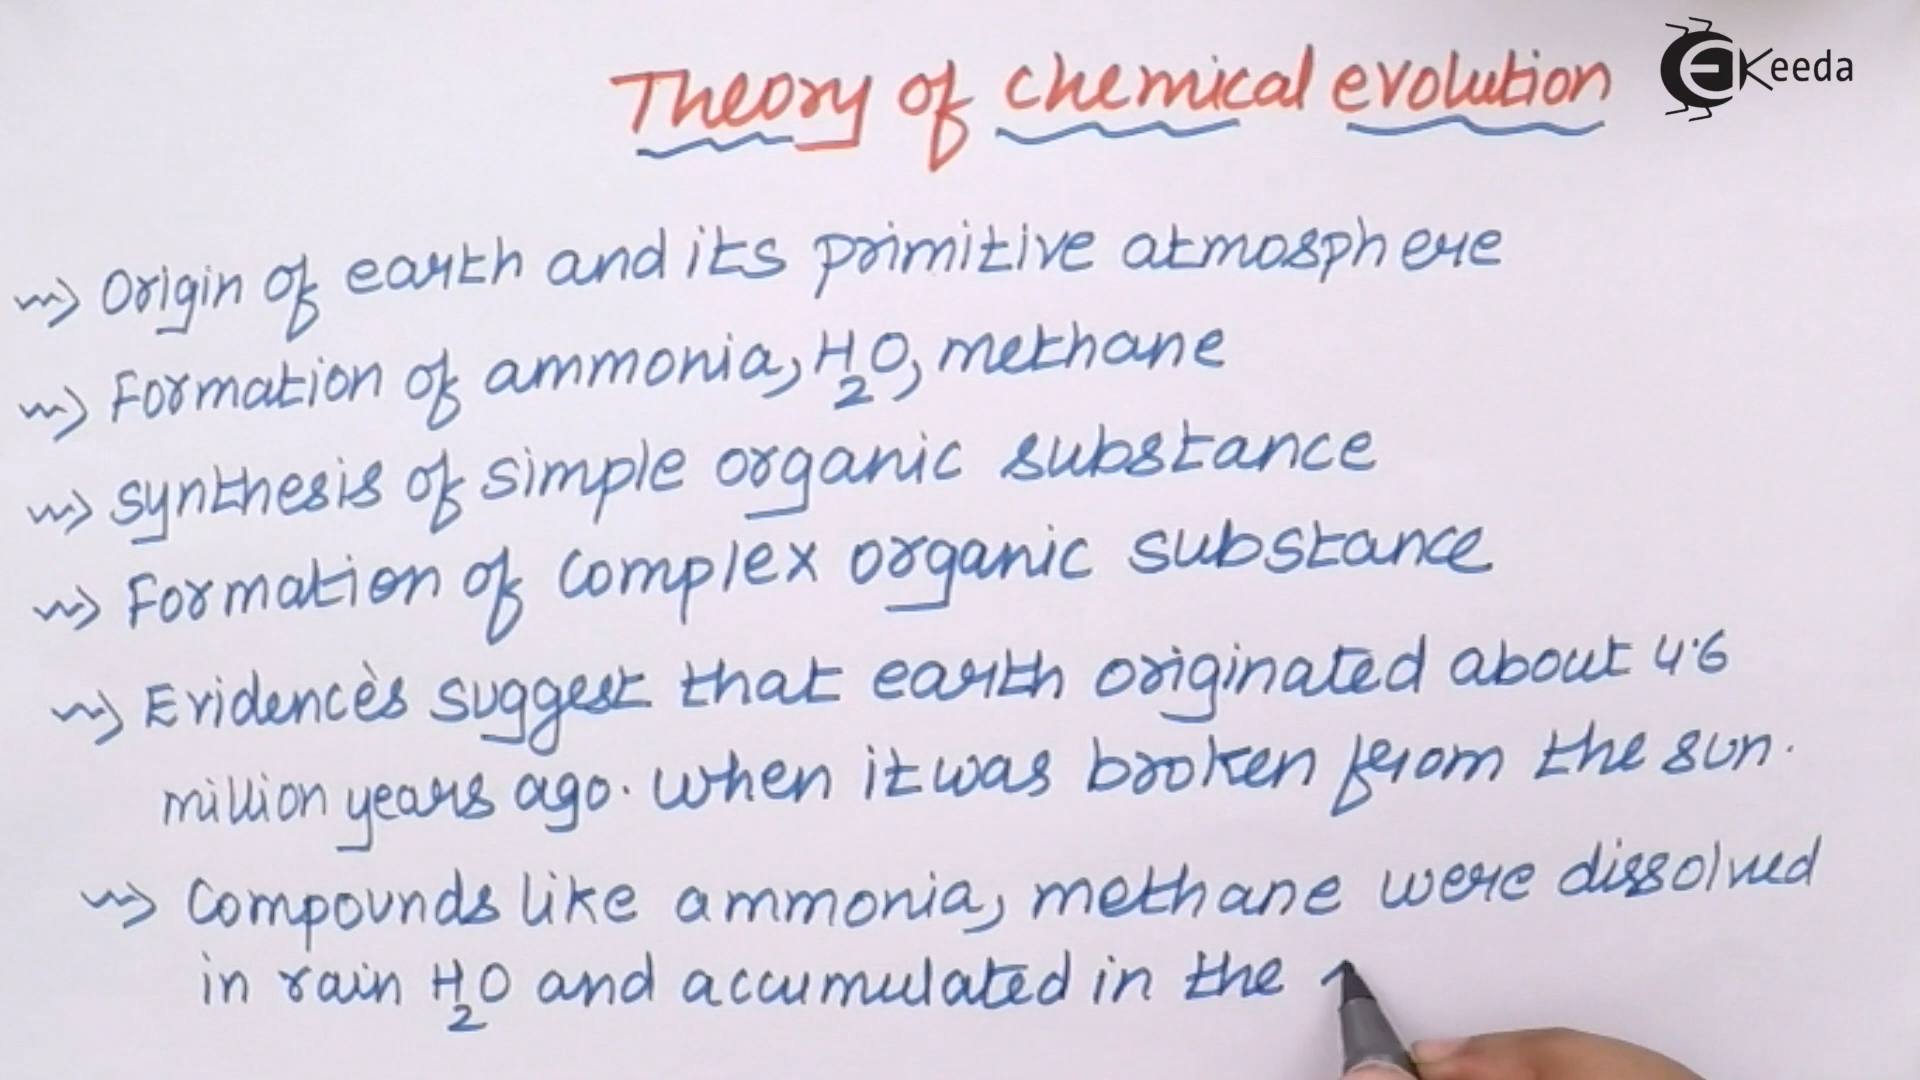 Theory of chemical evolution
EKeeda
Origin of earth and its primitive atmosphere
Formation of ammonia, H2O, methane
synthesis of simple organic substance
Formation of complex organic substance
Evidences suggest that earth originated about 4.6
million years ago. when it was broken from the sun.
Compounds like ammonia, methane were dissolved
in rain H2O and accumulated in the